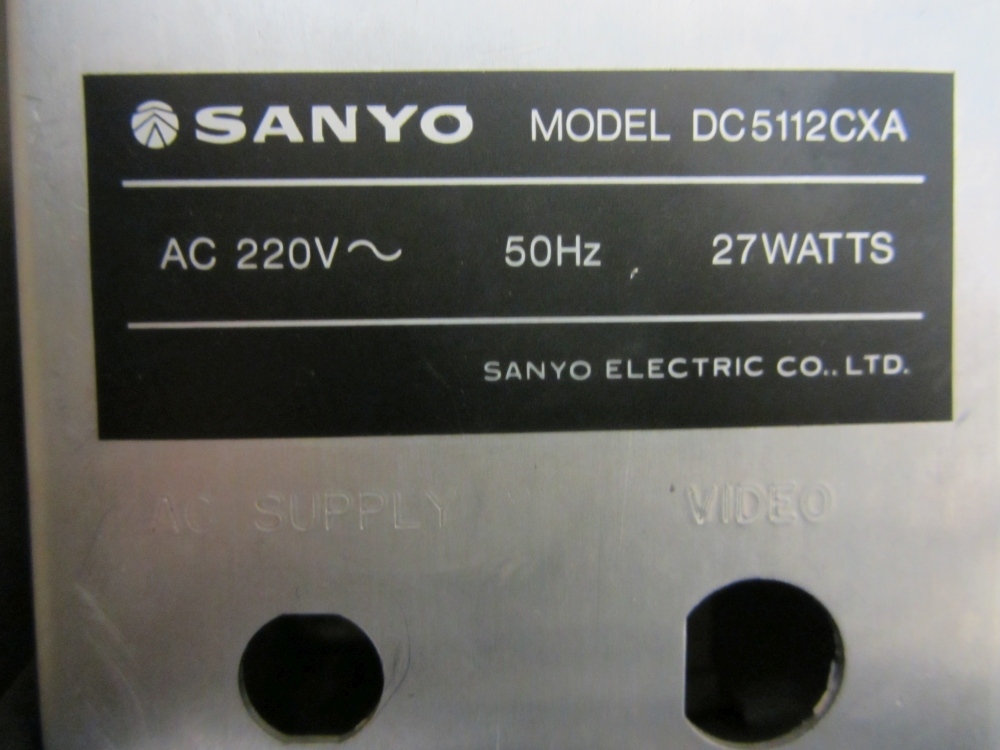 SANYO MODEL DC5112CXA
AC 220V～ 50Hz 27WATTS
SANYO ELECTRIC CO.. LTD.
AC SUPPLY VIDEO